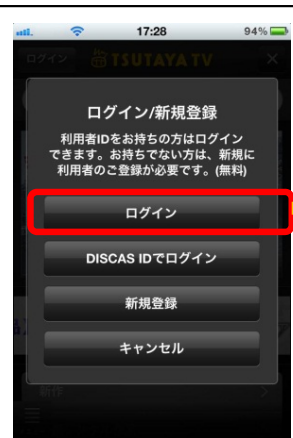 17:28
94%
ログイン
TSUTAYA TV
ログイン/新規登録
利用者IDをお持ちの方はログイン
できます。お持ちでない方は、新規に
利用者のご登録が必要です。(無料)
ログイン
DISCAS IDでログイン
新規登録
キャンセル
新作